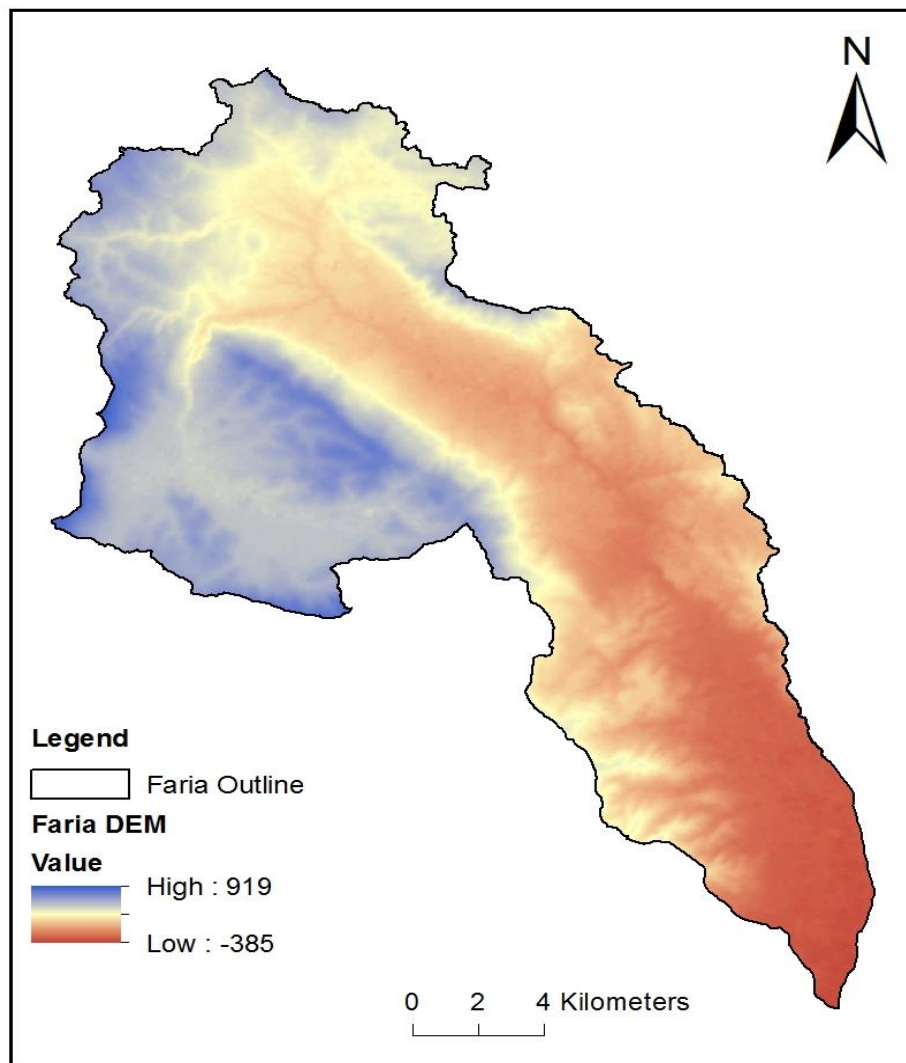 N
Legend
Faria Outline
Faria DEM
Value
High : 919
Low : -385
0 2 4 Kilometers